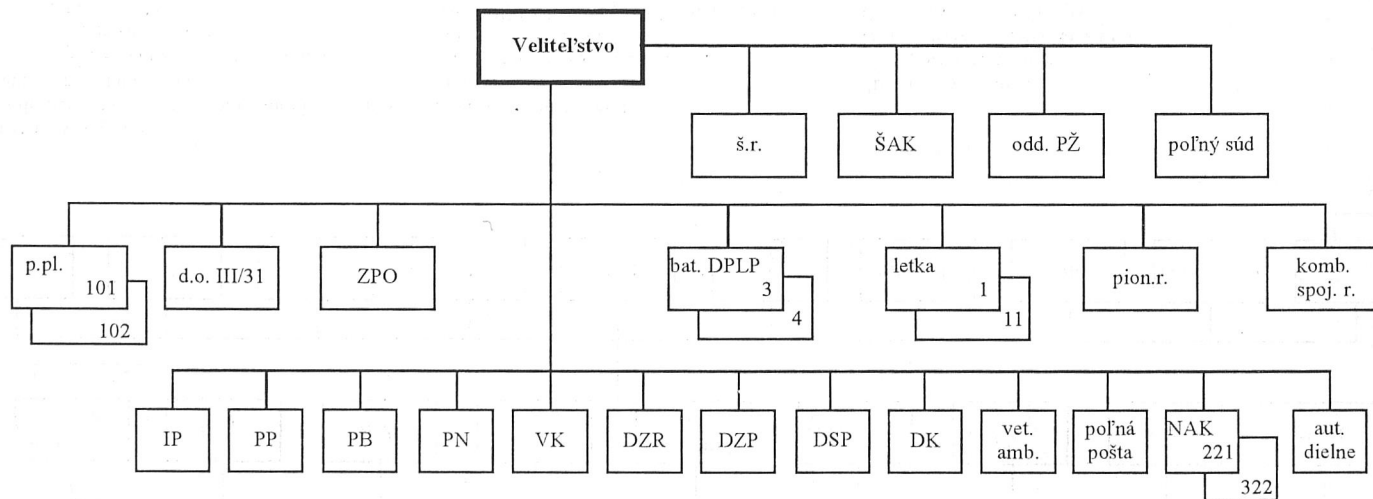 Veliteľstvo
š.r.
ŠAK
odd. PŽ
poľný súd
p.pl.
101
102
d.o. III/31
ZPO
bat. DPLP
3
4
letka
1
11
pion.r.
komb.
spoj. r.
IP
PP
PB
PN
VK
DZR
DZP
DSP
DK
vet.
amb.
poľná
pošta
NAK
221
322
aut.
dielne